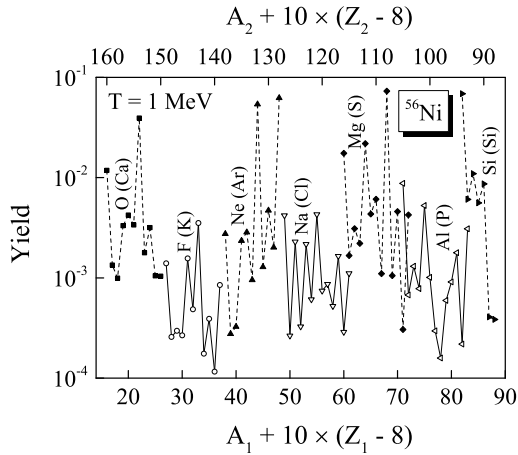 A₂ + 10 × (Z₂ - 8)
160 150 140 130 120 110 100 90
10⁻¹
T = 1 MeV
⁵⁶Ni
O (Ca)
F (K)
Ne (Ar)
Na (Cl)
Mg (S)
Al (P)
Si (Si)
Yield
10⁻²
10⁻³
10⁻⁴
20 30 40 50 60 70 80 90
A₁ + 10 × (Z₁ - 8)